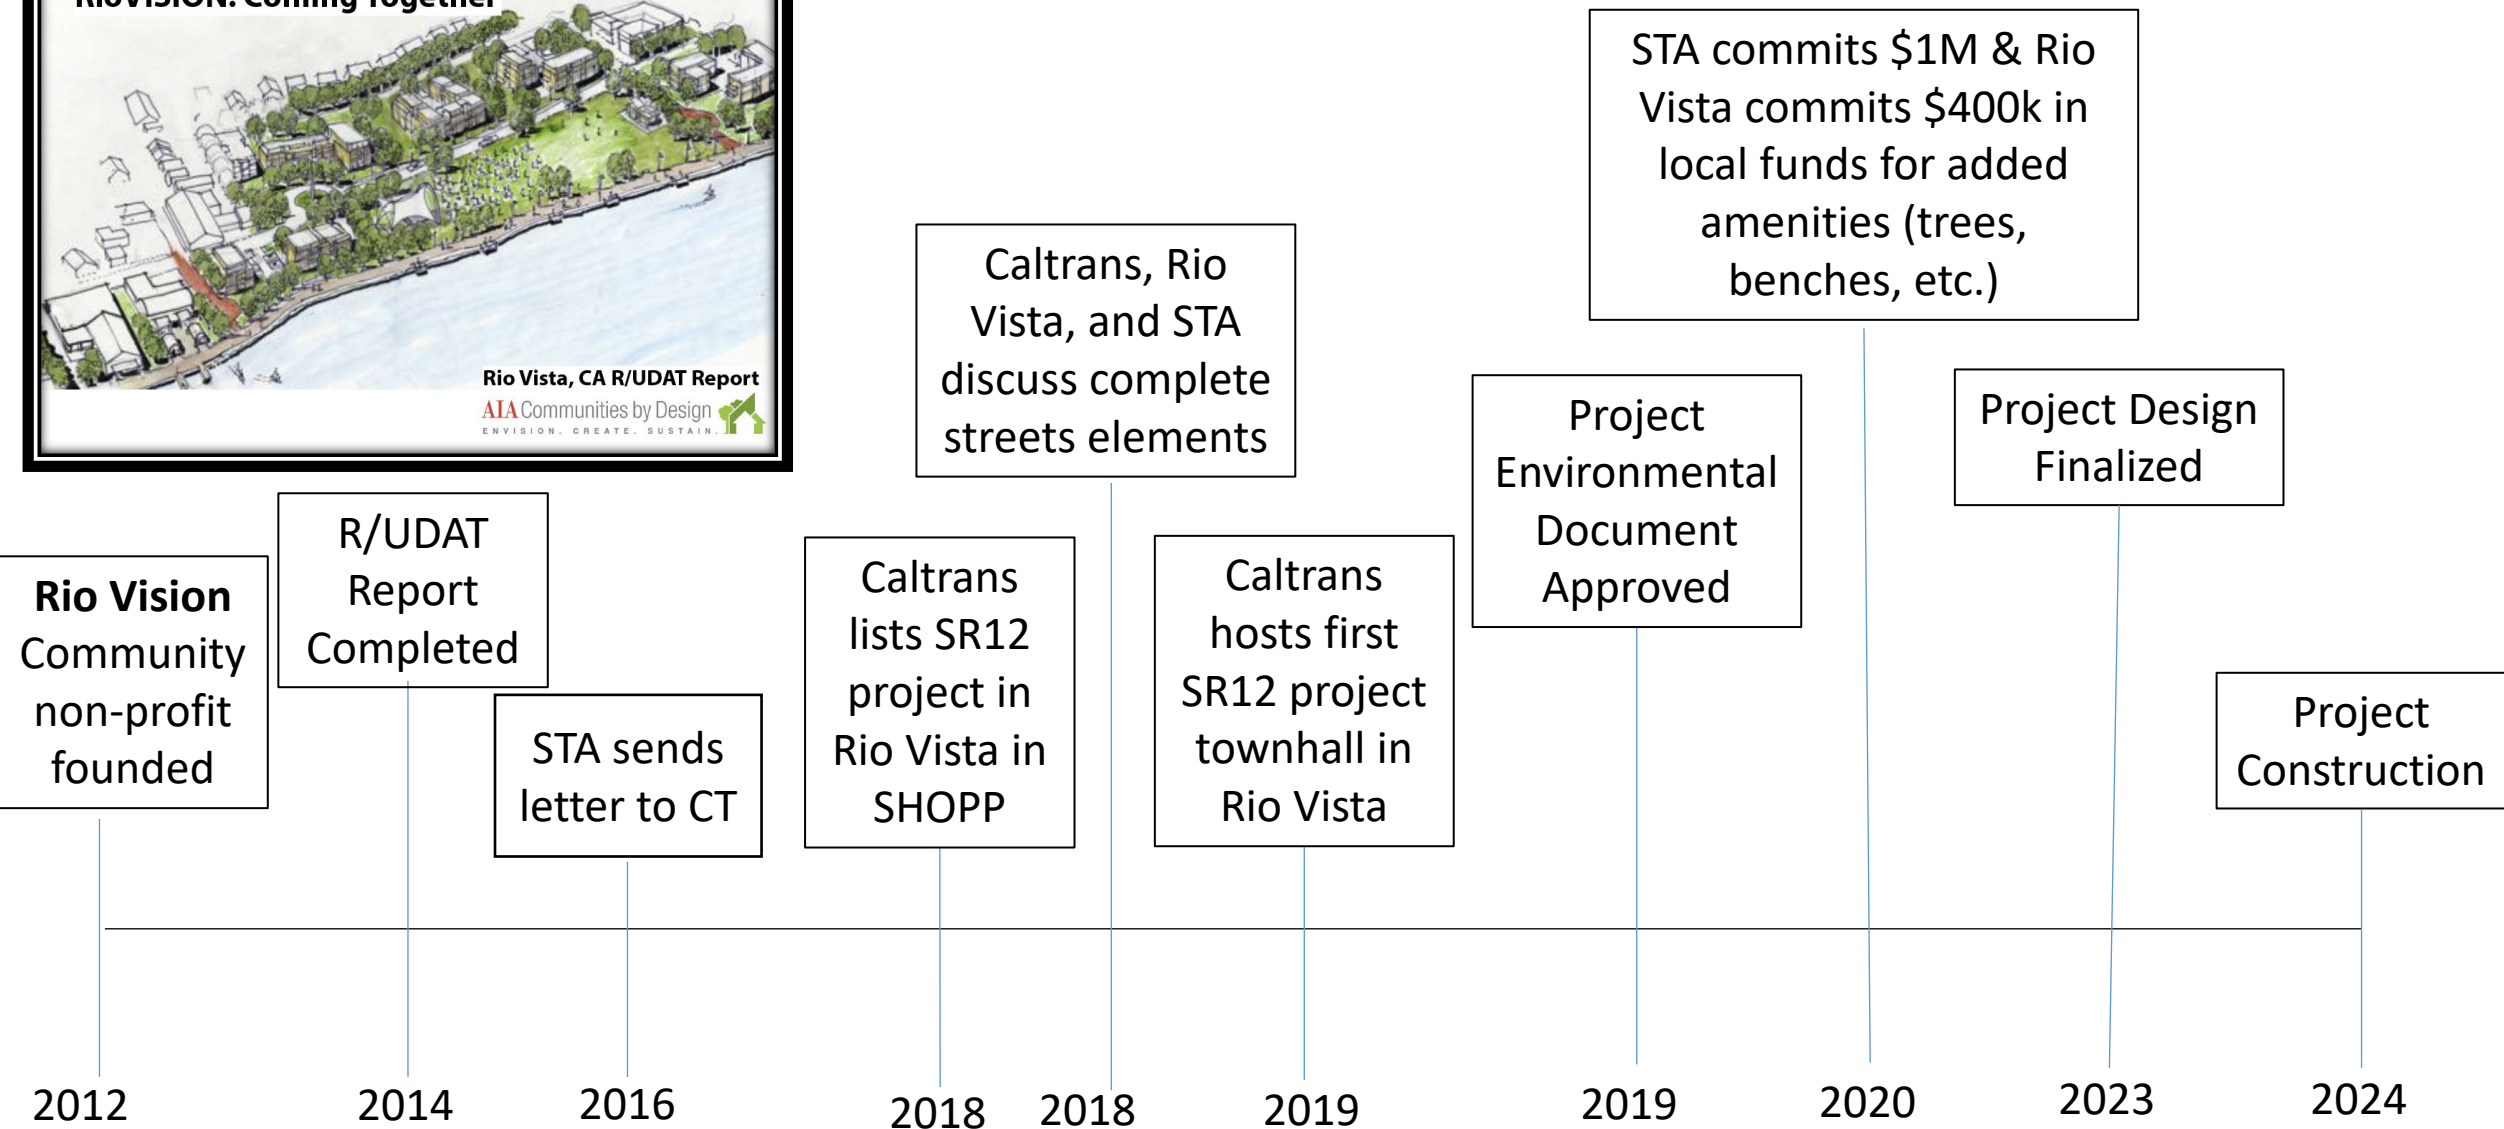 RioVISION: Coming Together
Rio Vista, CA R/UDAT Report
AIA Communities by Design
ENVISION. CREATE. SUSTAIN.
Rio Vision
Community
non-profit
founded
R/UDAT
Report
Completed
STA sends
letter to CT
Caltrans
lists SR12
project in
Rio Vista in
SHOPP
Caltrans, Rio
Vista, and STA
discuss complete
streets elements
Caltrans
hosts first
SR12 project
townhall in
Rio Vista
Project
Environmental
Document
Approved
STA commits $1M & Rio
Vista commits $400k in
local funds for added
amenities (trees,
benches, etc.)
Project Design
Finalized
Project
Construction
2012
2014
2016
2018
2018
2019
2019
2020
2023
2024